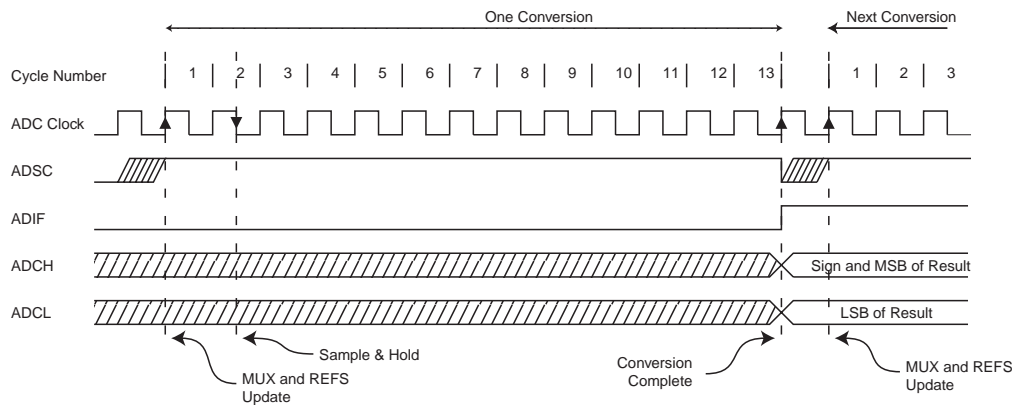 One Conversion
Next Conversion
Cycle Number 1 2 3 4 5 6 7 8 9 10 11 12 13 1 2 3
ADC Clock
ADSC
ADIF
ADCH Sign and MSB of Result
ADCL LSB of Result
Sample & Hold
MUX and REFS
Update
Conversion
Complete
MUX and REFS
Update